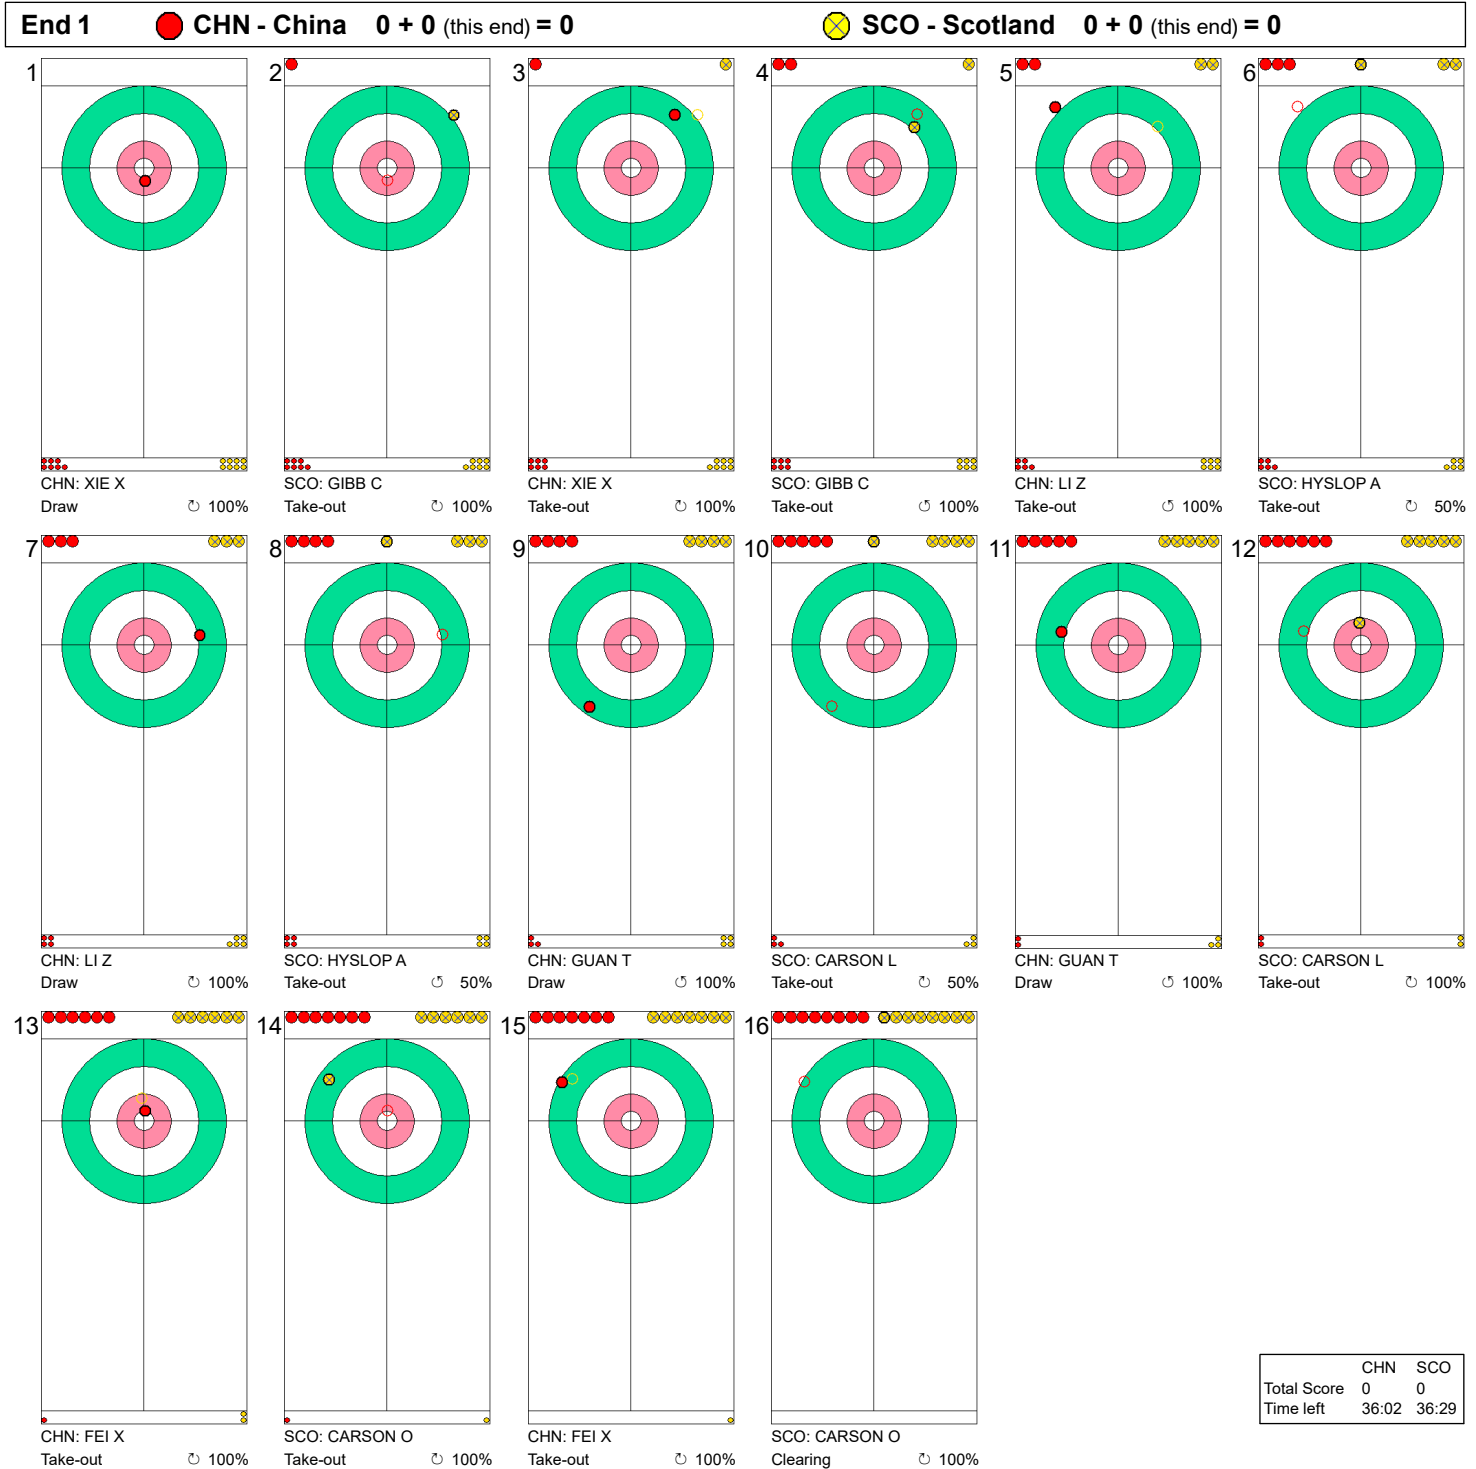 End 1 CHN - China 0 + 0 (this end) = 0 SCO - Scotland 0 + 0 (this end) = 0
1 2 3 4 5 6
CHN: XIE X SCO: GIBB C CHN: XIE X SCO: GIBB C CHN: LI Z SCO: HYSLOP A
Draw ↻ 100% Take-out ↻ 100% Take-out ↻ 100% Take-out ↻ 100% Take-out ↺ 100% Take-out ↻ 50%
7 8 9 10 11 12
CHN: LI Z SCO: HYSLOP A CHN: GUAN T SCO: CARSON L CHN: GUAN T SCO: CARSON L
Draw ↻ 100% Take-out ↺ 50% Draw ↻ 100% Take-out ↻ 50% Draw ↺ 100% Take-out ↻ 100%
13 14 15 16
CHN: FEI X SCO: CARSON O CHN: FEI X SCO: CARSON O
Take-out ↻ 100% Take-out ↻ 100% Take-out ↻ 100% Clearing ↻ 100%
CHN SCO
Total Score 0 0
Time left 36:02 36:29